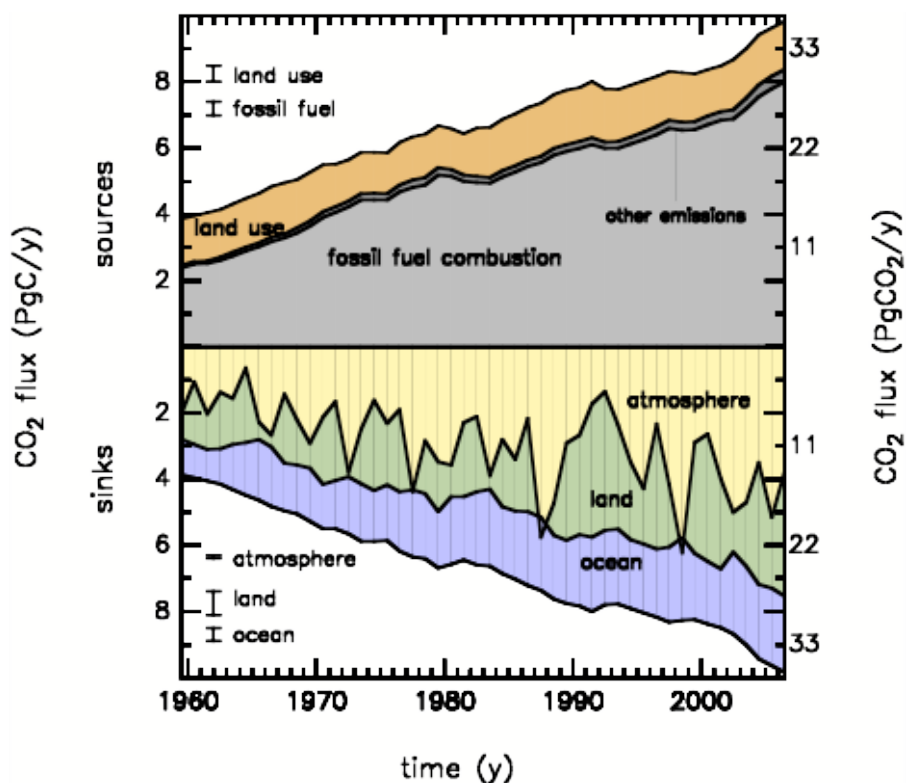 land use
fossil fuel
8
6
4
2
33
22
11
land use
other emissions
fossil fuel combustion
sources
CO₂ flux (PgC/y)
CO₂ flux (PgCO₂/y)
atmosphere
2
4
6
8
11
22
33
land
ocean
sinks
atmosphere
land
ocean
1960 1970 1980 1990 2000
time (y)